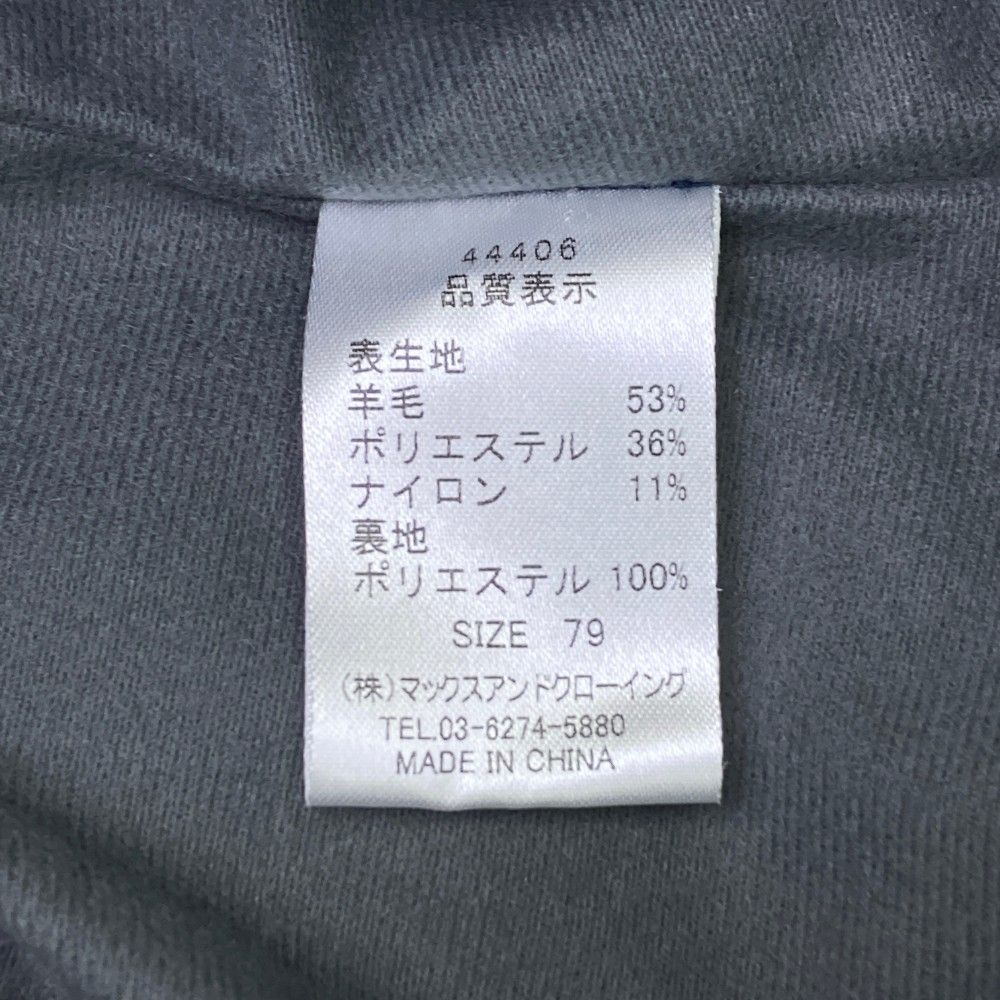 44406
品質表示
表生地
羊毛 53%
ポリエステル 36%
ナイロン 11%
裏地
ポリエステル 100%
SIZE 79
(株)マックスアンドクローイング
TEL.03-6274-5880
MADE IN CHINA